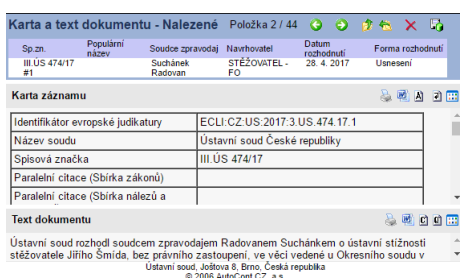 Karta a text dokumentu - Nalezené Položka 2 / 44
Sp.zn. Populární název Soudce zpravodaj Navrhovatel Datum rozhodnutí Forma rozhodnutí
III.ÚS 474/17 #1 Suchánek Radovan STĚŽOVATEL - FO 28. 4. 2017 Usnesení
Karta záznamu
Identifikátor evropské judikatury ECLI:CZ:US:2017:3.US.474.17.1
Název soudu Ústavní soud České republiky
Spisová značka III.ÚS 474/17
Paralelní citace (Sbírka zákonů)
Paralelní citace (Sbírka nálezů a
Text dokumentu
Ústavní soud rozhodl soudcem zpravodajem Radovanem Suchánkem o ústavní stížnosti
stěžovatele Jiřího Šmída, bez právního zastoupení, ve věci vedené u Okresního soudu v
Ústavní soud, Joštova 8, Brno, Česká republika
© 2006 AutoCont CZ, a.s.